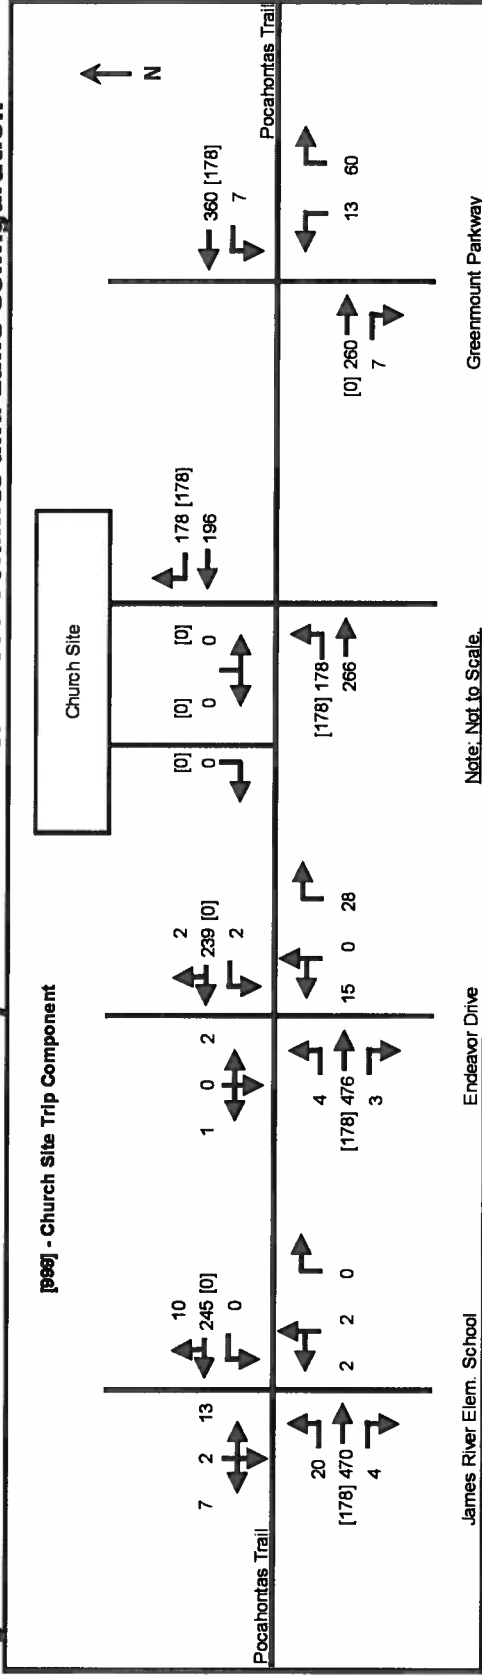 [999] - Church Site Trip Component
Church Site
N
Pocahontas Trail
Pocahontas Trail
7 2 13
10
245 [0]
0
20
[178] 470
4
2 2 0
James River Elem. School
1 0 2
2
239 [0]
2
4
[178] 476
3
15 0 28
Endeavor Drive
[0]
0
[0] [0]
0 0
178 [178]
196
[178] 178
266
Note: Not to Scale.
360 [178]
7
[0] 260
7
13 60
Greenmount Parkway